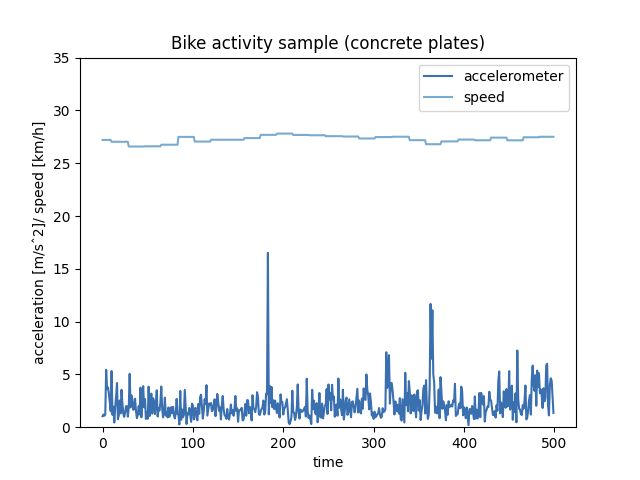 Bike activity sample (concrete plates)
accelerometer
speed
acceleration [m/sˆ2]/ speed [km/h]
35
30
25
20
15
10
5
0
0 100 200 300 400 500
time